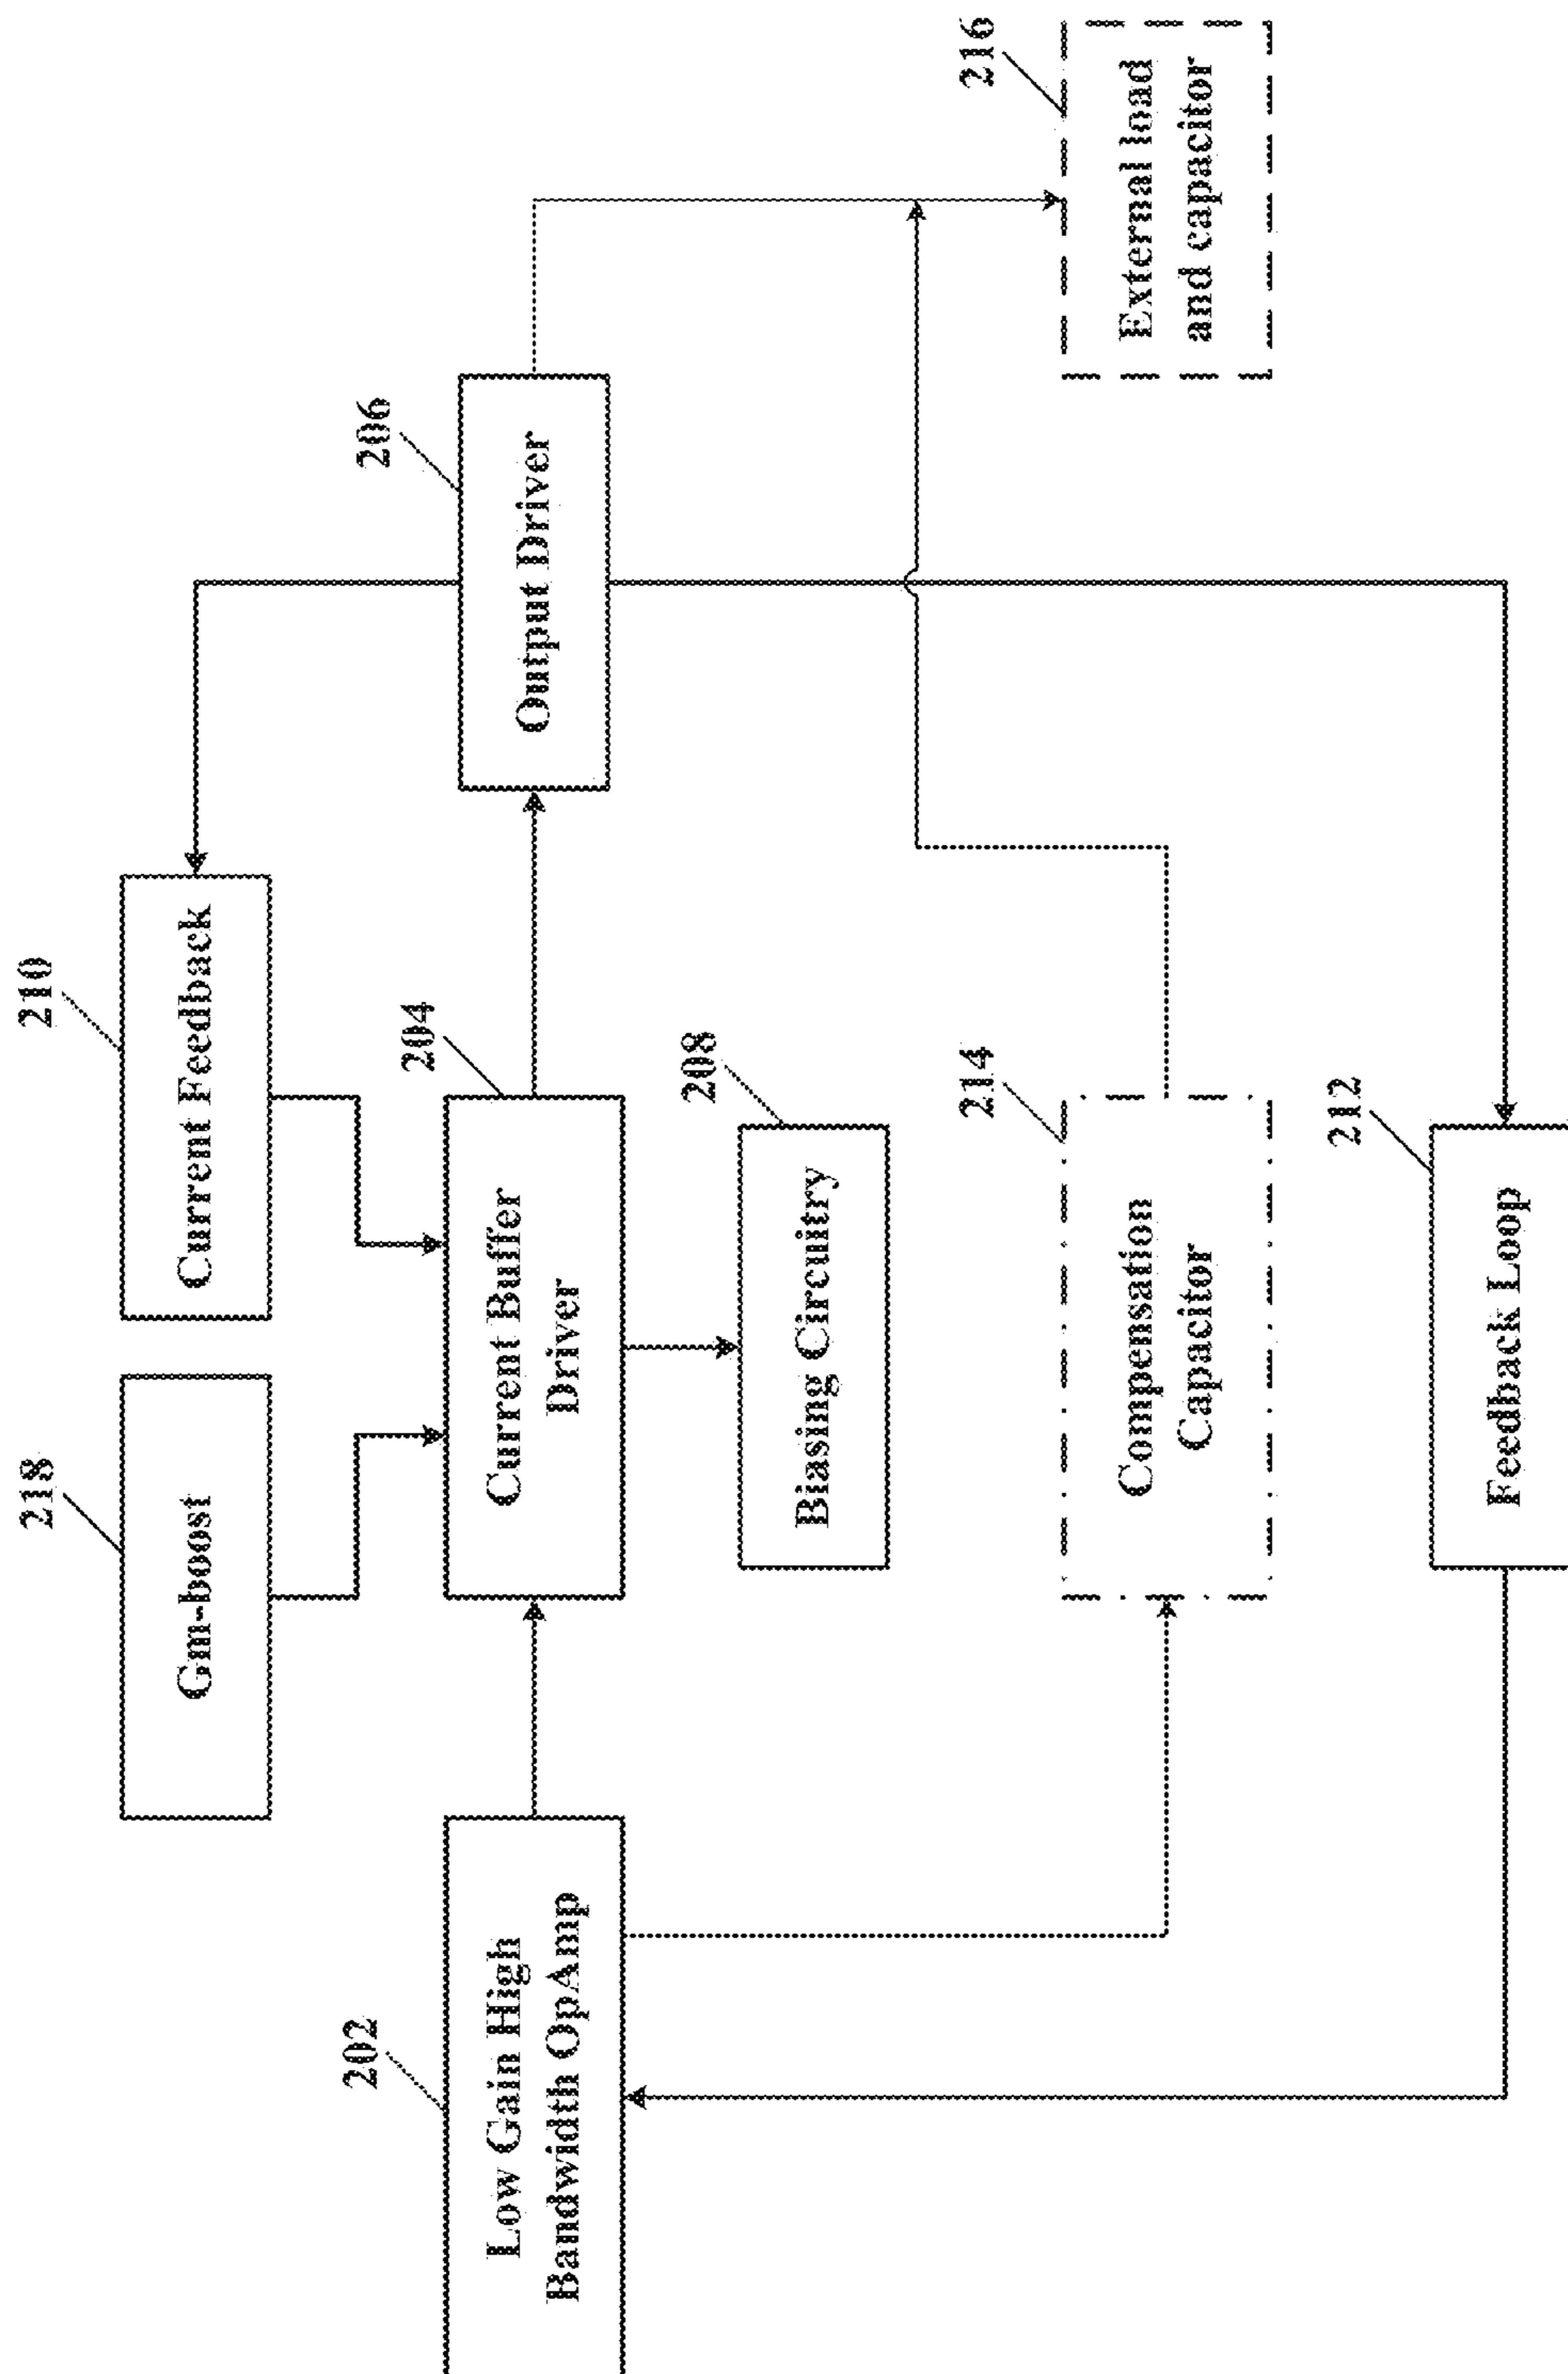 218
Gm-boost
210
Current Feedback
202
Low Gain High
Bandwidth OpAmp
204
Current Buffer
Driver
206
Output Driver
208
Biasing Circuitry
214
Compensation
Capacitor
216
External load
and capacitor
212
Feedback Loop